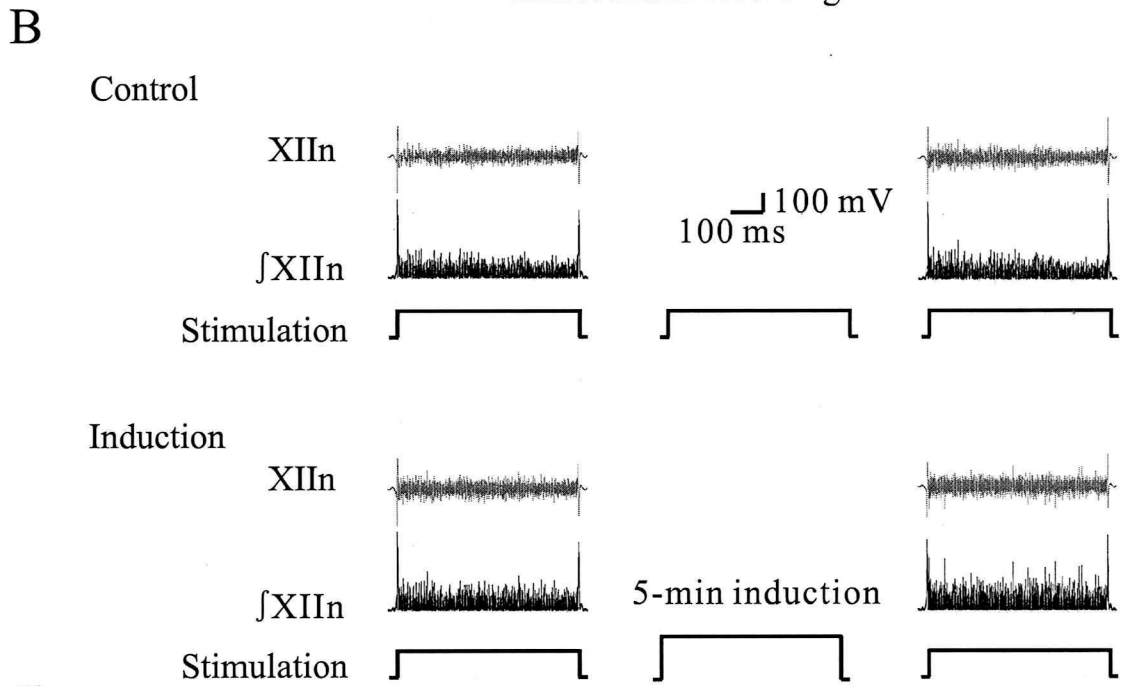 B
Control
XIIn
100 mV
100 ms
∫XIIn
Stimulation
Induction
XIIn
∫XIIn
5-min induction
Stimulation